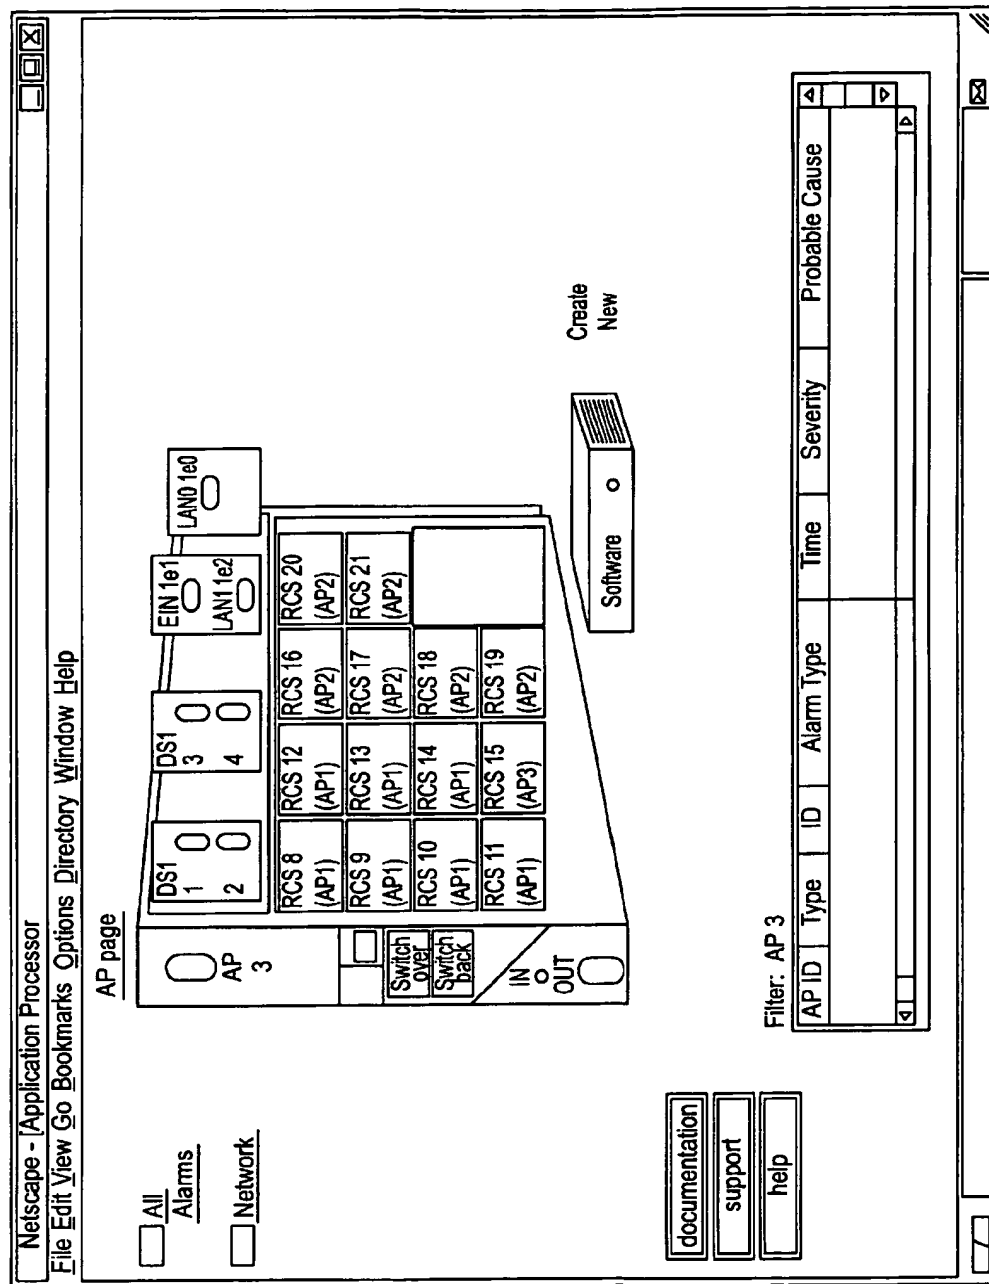 Netscape - [Application Processor
File Edit View Go Bookmarks Options Directory Window Help
AP page
All
Alarms
Network
DS1
1
2
DS1
3
4
EIN 1e1
LAN1 1e2
LAN0 1e0
AP
3
Switch
over
Switch
back
IN
OUT
RCS 8
(AP1)
RCS 12
(AP1)
RCS 16
(AP2)
RCS 20
(AP2)
RCS 9
(AP1)
RCS 13
(AP1)
RCS 17
(AP2)
RCS 21
(AP2)
RCS 10
(AP1)
RCS 14
(AP1)
RCS 18
(AP2)
RCS 11
(AP1)
RCS 15
(AP3)
RCS 19
(AP2)
Software
Create
New
documentation
support
help
Filter: AP 3
AP ID Type ID Alarm Type Time Severity Probable Cause